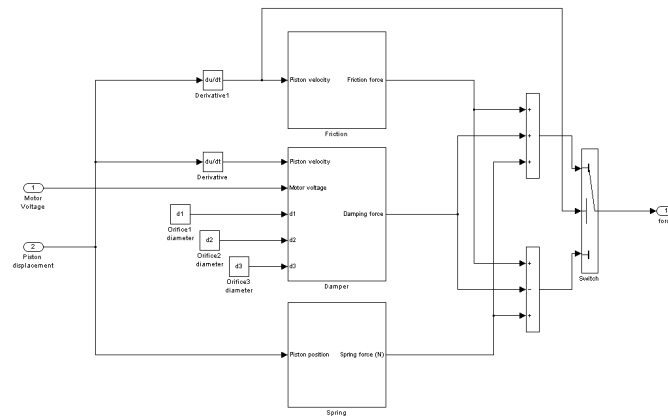 du/dt
Derivative1
Piston velocity
Friction force
Friction
+
+
+
du/dt
Derivative
Piston velocity
Motor voltage
d1
d2
d3
Damping force
Damper
1
Motor
Voltage
d1
Orifice1
diameter
d2
Orifice2
diameter
d3
Orifice3
diameter
2
Piston
displacement
+
−
+
Switch
1
Piston position
Spring force (N)
Spring